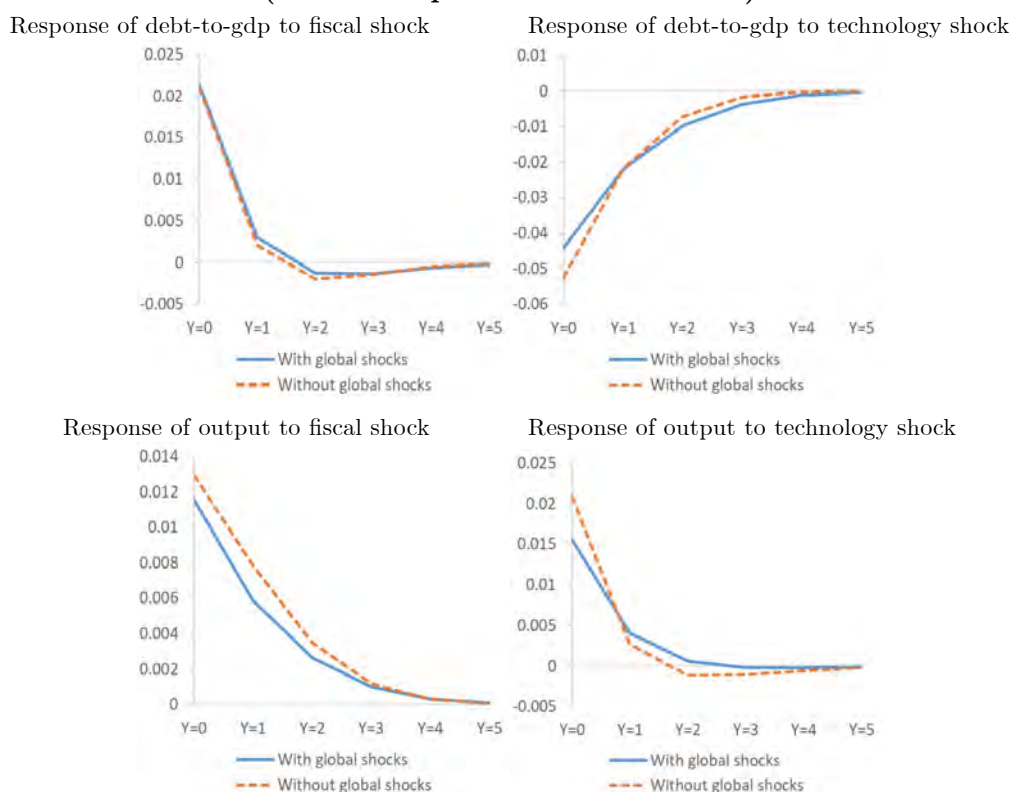 Response of debt-to-gdp to fiscal shock
0.025
0.02
0.015
0.01
0.005
0
-0.005
Y=0 Y=1 Y=2 Y=3 Y=4 Y=5
With global shocks
Without global shocks
Response of debt-to-gdp to technology shock
0.01
0
-0.01
-0.02
-0.03
-0.04
-0.05
-0.06
Y=0 Y=1 Y=2 Y=3 Y=4 Y=5
With global shocks
Without global shocks
Response of output to fiscal shock
0.014
0.012
0.01
0.008
0.006
0.004
0.002
0
Y=0 Y=1 Y=2 Y=3 Y=4 Y=5
With global shocks
Without global shocks
Response of output to technology shock
0.025
0.02
0.015
0.01
0.005
0
-0.005
Y=0 Y=1 Y=2 Y=3 Y=4 Y=5
With global shocks
Without global shocks